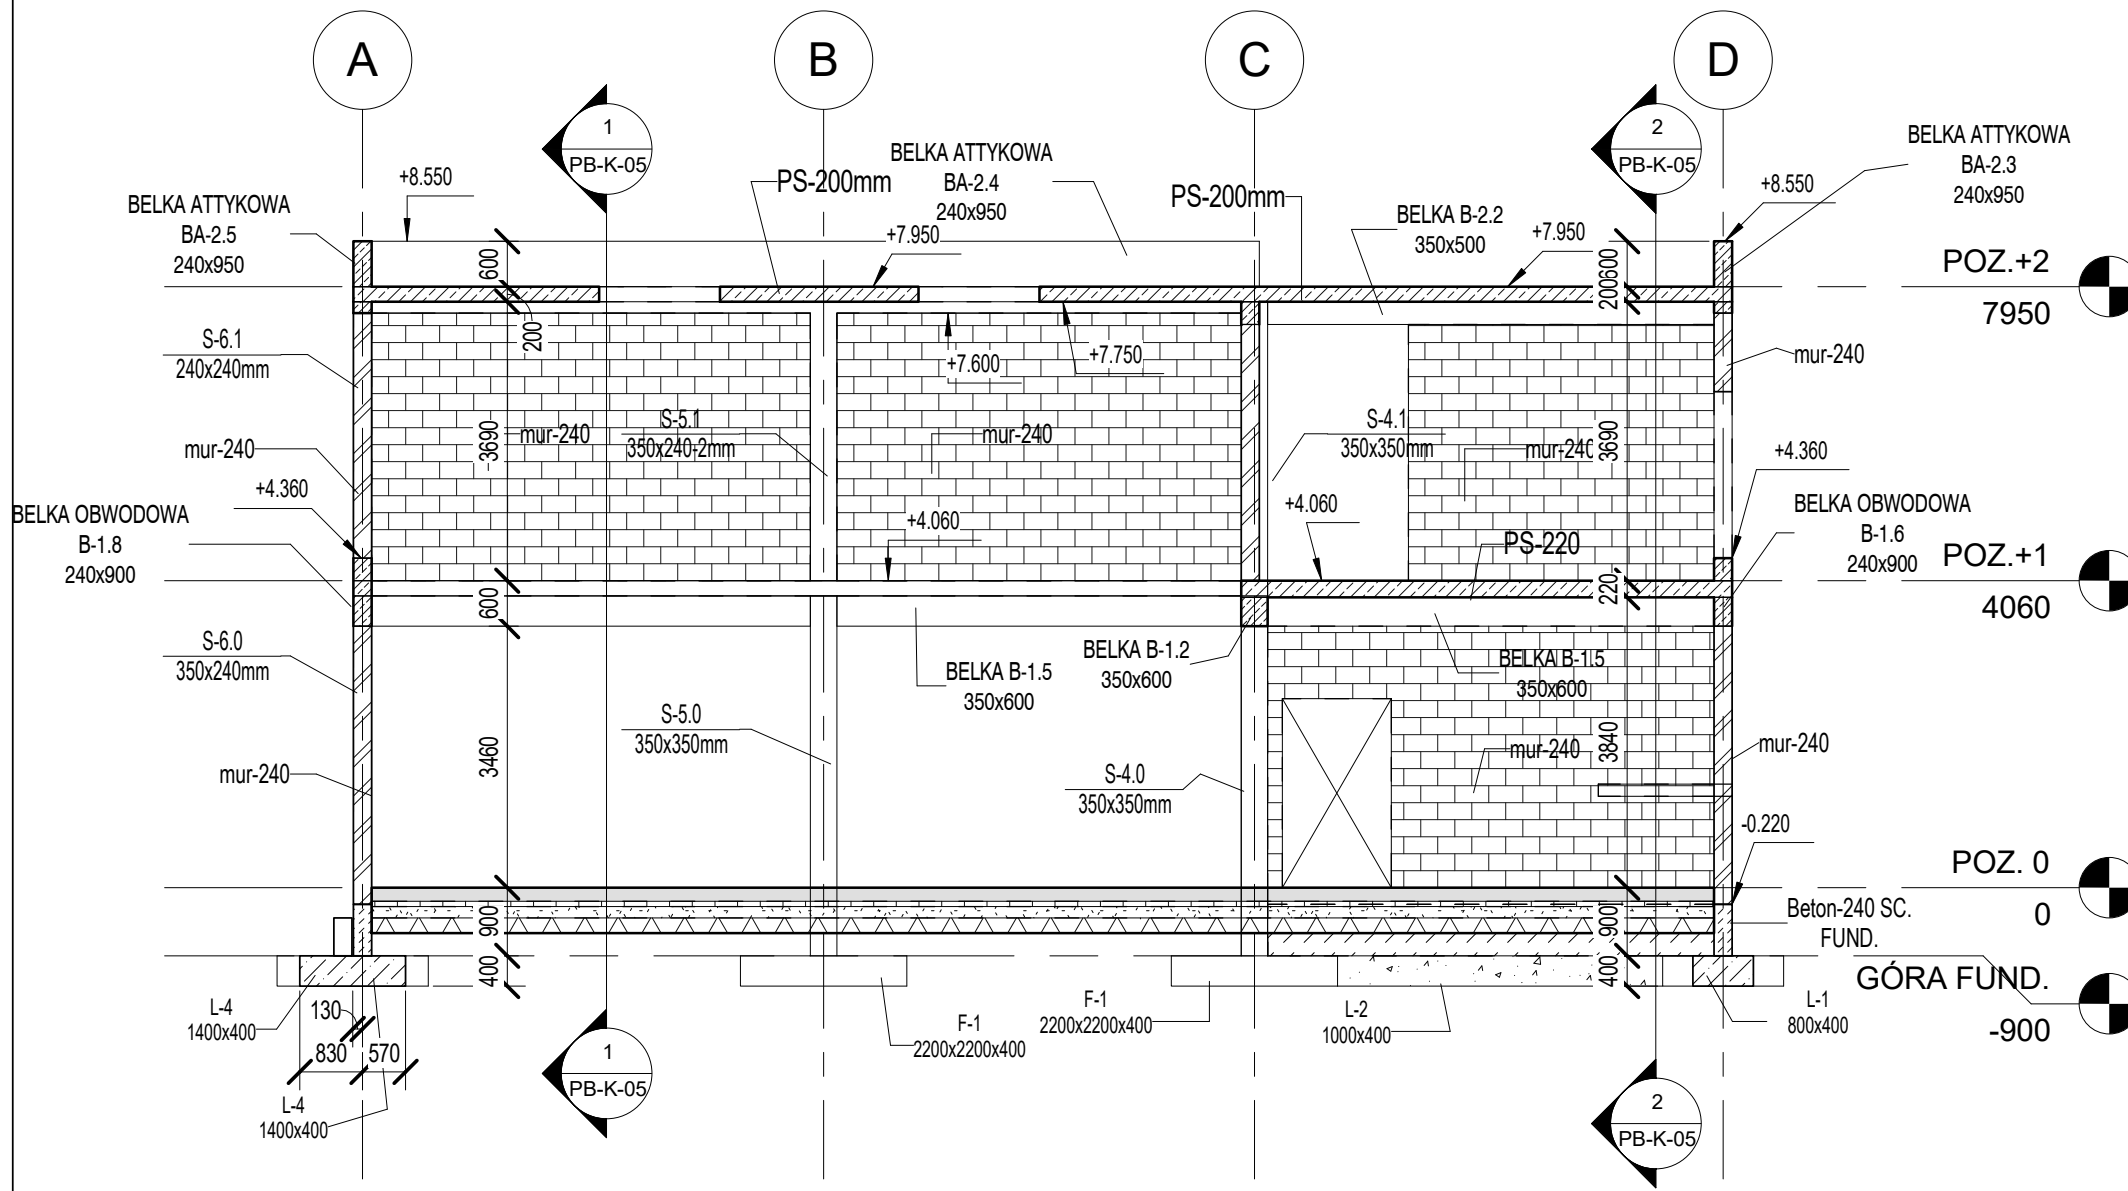 A
B
C
D
1
PB-K-05
2
PB-K-05
BELKA ATTYKOWA
BA-2.5
240x950
+8.550
PS-200mm
BELKA ATTYKOWA
BA-2.4
240x950
+7.950
PS-200mm
BELKA B-2.2
350x500
+7.950
+8.550
BELKA ATTYKOWA
BA-2.3
240x950
POZ.+2
7950
600
200
600
200
S-6.1
240x240mm
+7.600
+7.750
mur-240
mur-240
3690
mur-240
S-5.1
350x240-2mm
mur-240
S-4.1
350x350mm
mur-240
3690
+4.360
+4.360
BELKA OBWODOWA
B-1.8
240x900
+4.060
+4.060
PS-220
BELKA OBWODOWA
B-1.6
240x900
POZ.+1
4060
600
220
S-6.0
350x240mm
BELKA B-1.5
350x600
BELKA B-1.2
350x600
BELKA B-1.5
350x600
S-5.0
350x350mm
3460
mur-240
S-4.0
350x350mm
mur-240
3840
mur-240
-0.220
POZ. 0
0
900
400
900
400
Beton-240 SC.
FUND.
GÓRA FUND.
-900
L-4
1400x400
130
830
570
L-4
1400x400
F-1
2200x2200x400
F-1
2200x2200x400
L-2
1000x400
L-1
800x400
1
PB-K-05
2
PB-K-05